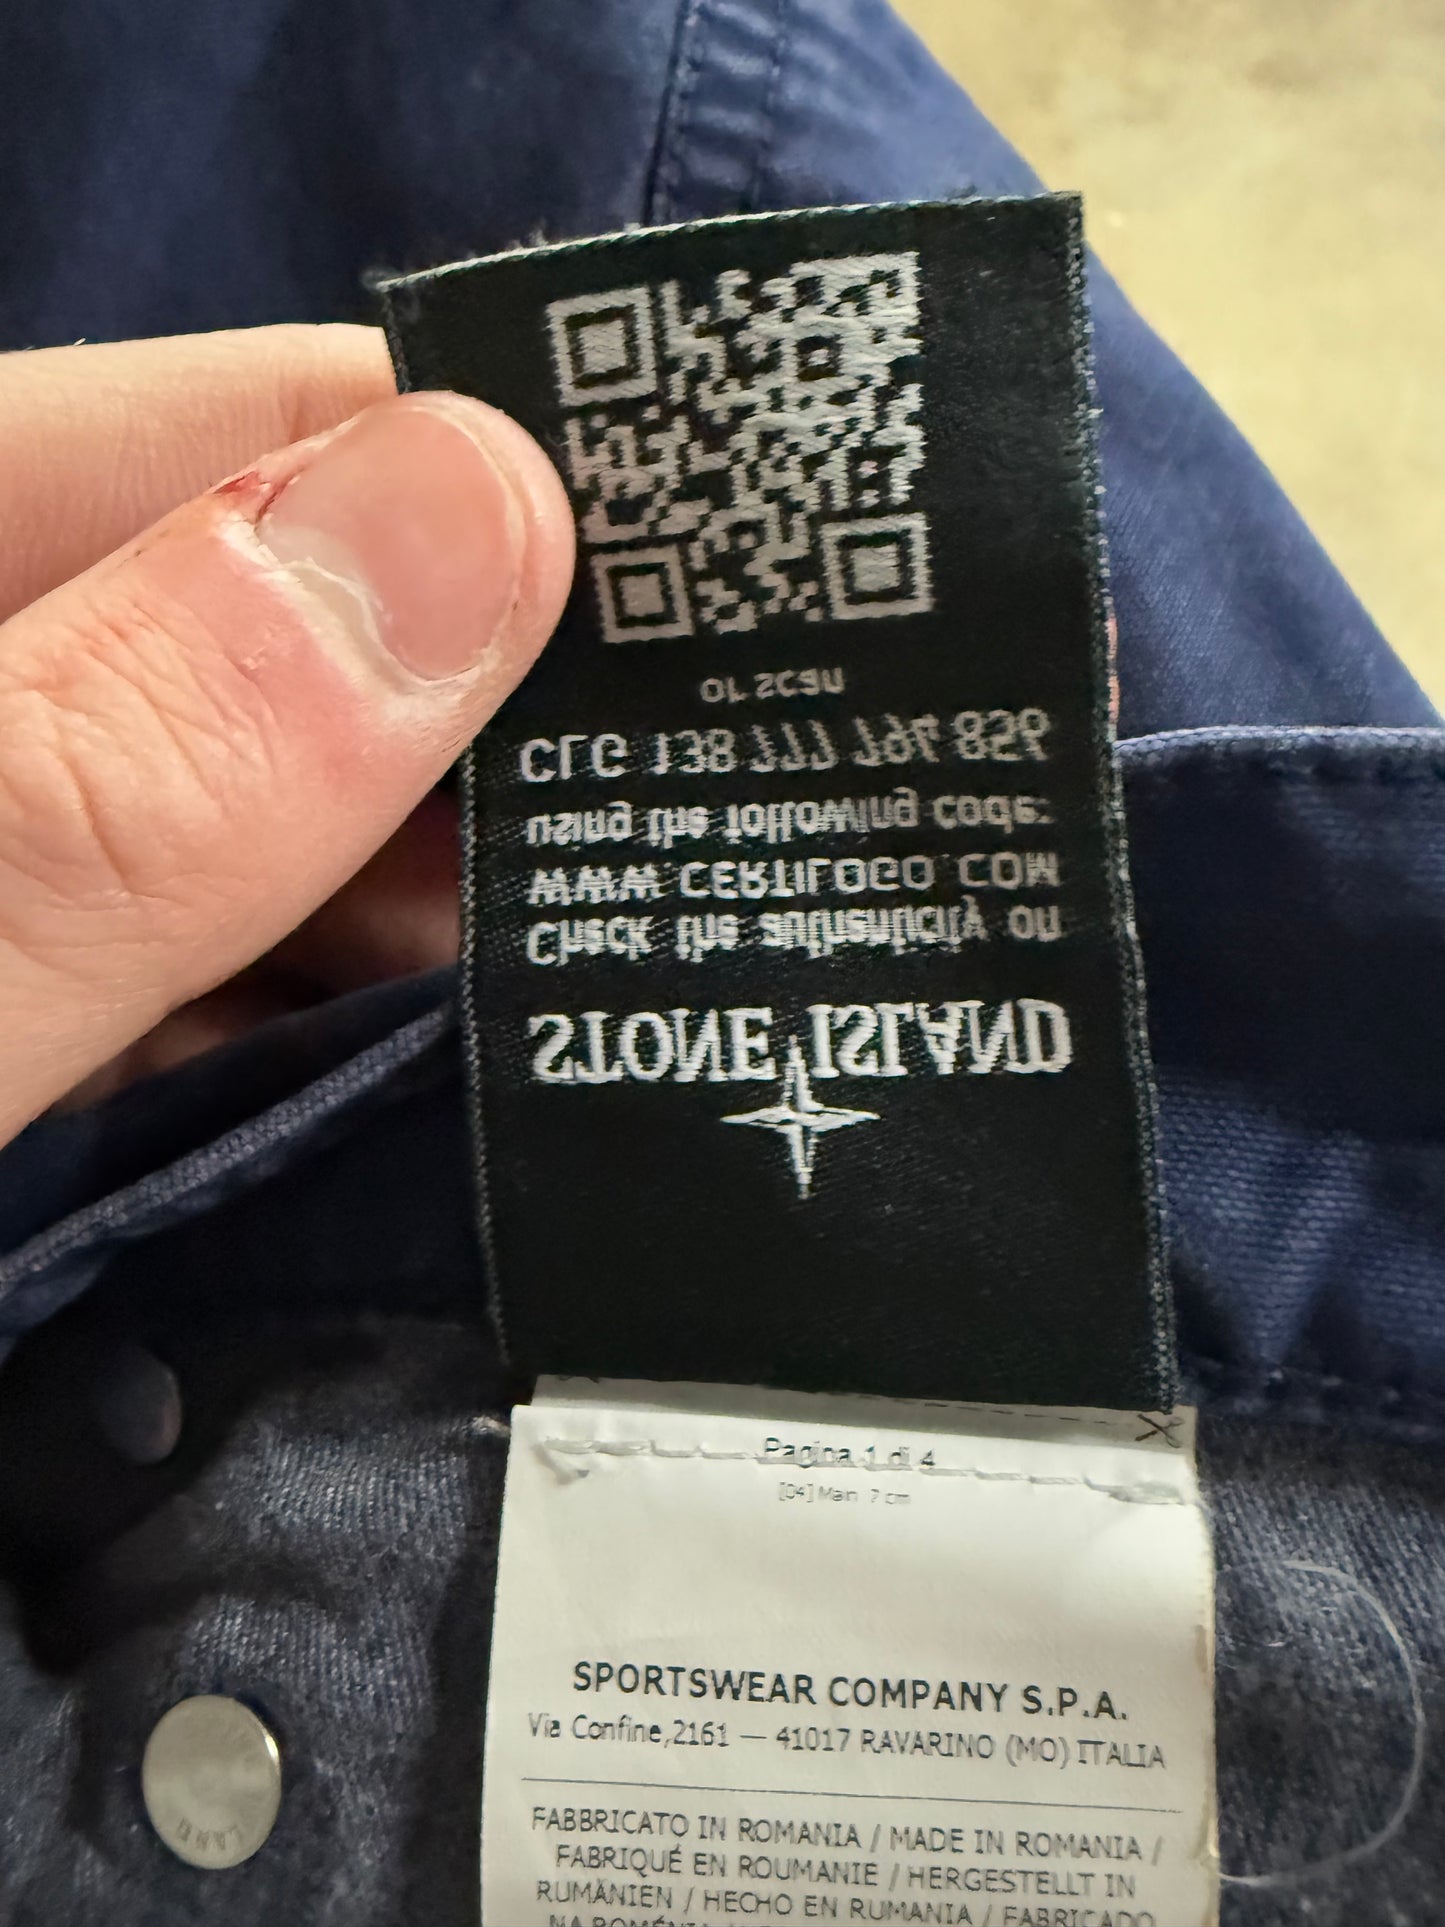 STONE ISLAND
Check the authenticity on
WWW.CERTILOGO.COM
using the following code:
CLG 138 777 794 856
or scan
Pagina 1 di 4
[04] Main 7 cm
SPORTSWEAR COMPANY S.P.A.
Via Confine,2161 — 41017 RAVARINO (MO) ITALIA
FABBRICATO IN ROMANIA / MADE IN ROMANIA /
FABRIQUÉ EN ROUMANIE / HERGESTELLT IN
RUMÄNIEN / HECHO EN RUMANIA / FABRICADO